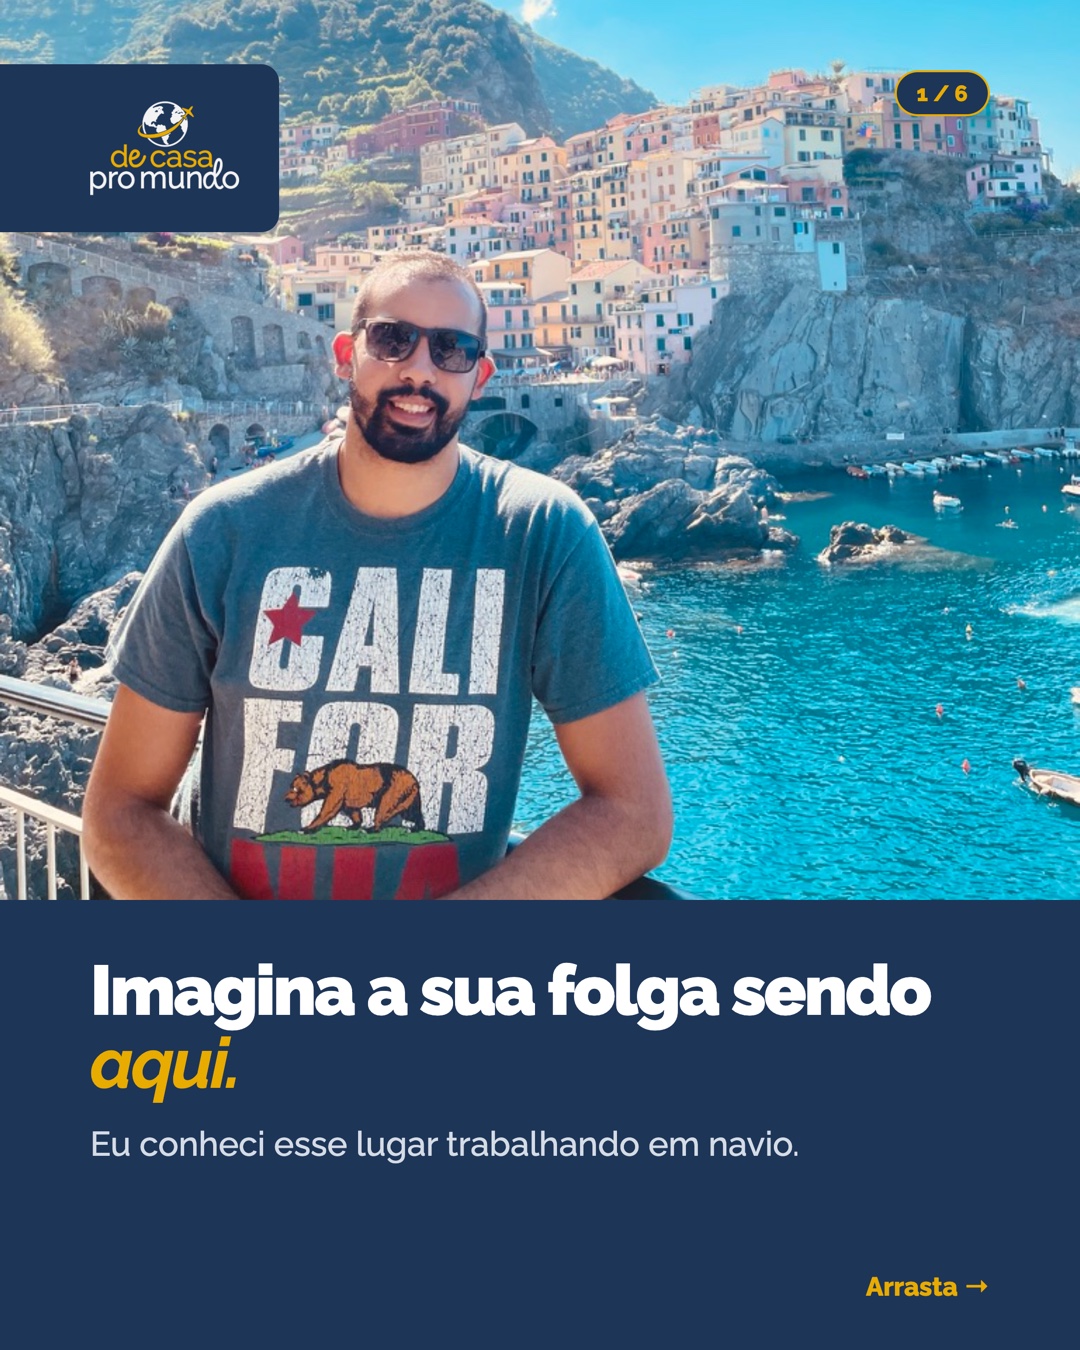 de casa
pro mundo
1 / 6
CALI
FOR
NIA
Imagina a sua folga sendo
aqui.
Eu conheci esse lugar trabalhando em navio.
Arrasta →